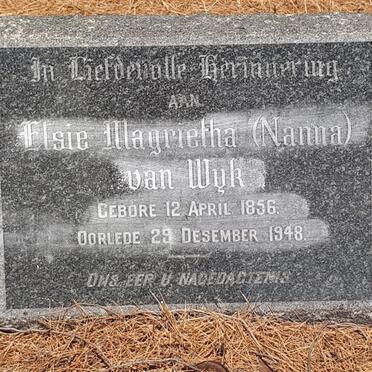 In Liefdevolle Herinnering
AAN
Elsie Magrietha (Nanna)
van Wyk
GEBORE 12 APRIL 1856.
OORLEDE 25 DESEMBER 1948.
ONS EER U NAGEDAGTENIS